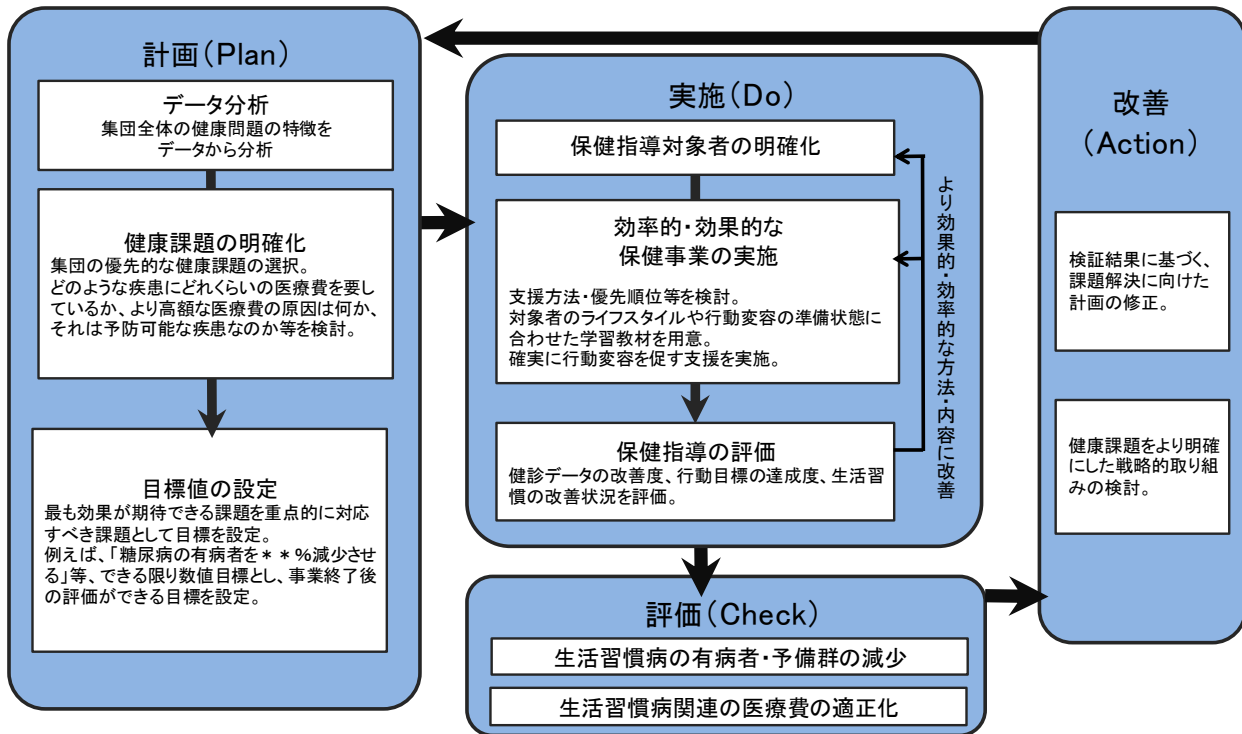 計画(Plan)
データ分析
集団全体の健康問題の特徴を
データから分析
健康課題の明確化
集団の優先的な健康課題の選択。
どのような疾患にどれくらいの医療費を要し
ているか、より高額な医療費の原因は何か、
それは予防可能な疾患なのか等を検討。
目標値の設定
最も効果が期待できる課題を重点的に対応
すべき課題として目標を設定。
例えば、「糖尿病の有病者を＊＊％減少させ
る」等、できる限り数値目標とし、事業終了後
の評価ができる目標を設定。
実施(Do)
保健指導対象者の明確化
効率的・効果的な
保健事業の実施
支援方法・優先順位等を検討。
対象者のライフスタイルや行動変容の準備状態に
合わせた学習教材を用意。
確実に行動変容を促す支援を実施。
保健指導の評価
健診データの改善度、行動目標の達成度、生活習
慣の改善状況を評価。
より効果的・効率的な方法・内容に改善
評価(Check)
生活習慣病の有病者・予備群の減少
生活習慣病関連の医療費の適正化
改善
(Action)
検証結果に基づく、
課題解決に向けた
計画の修正。
健康課題をより明確
にした戦略的取り組
みの検討。